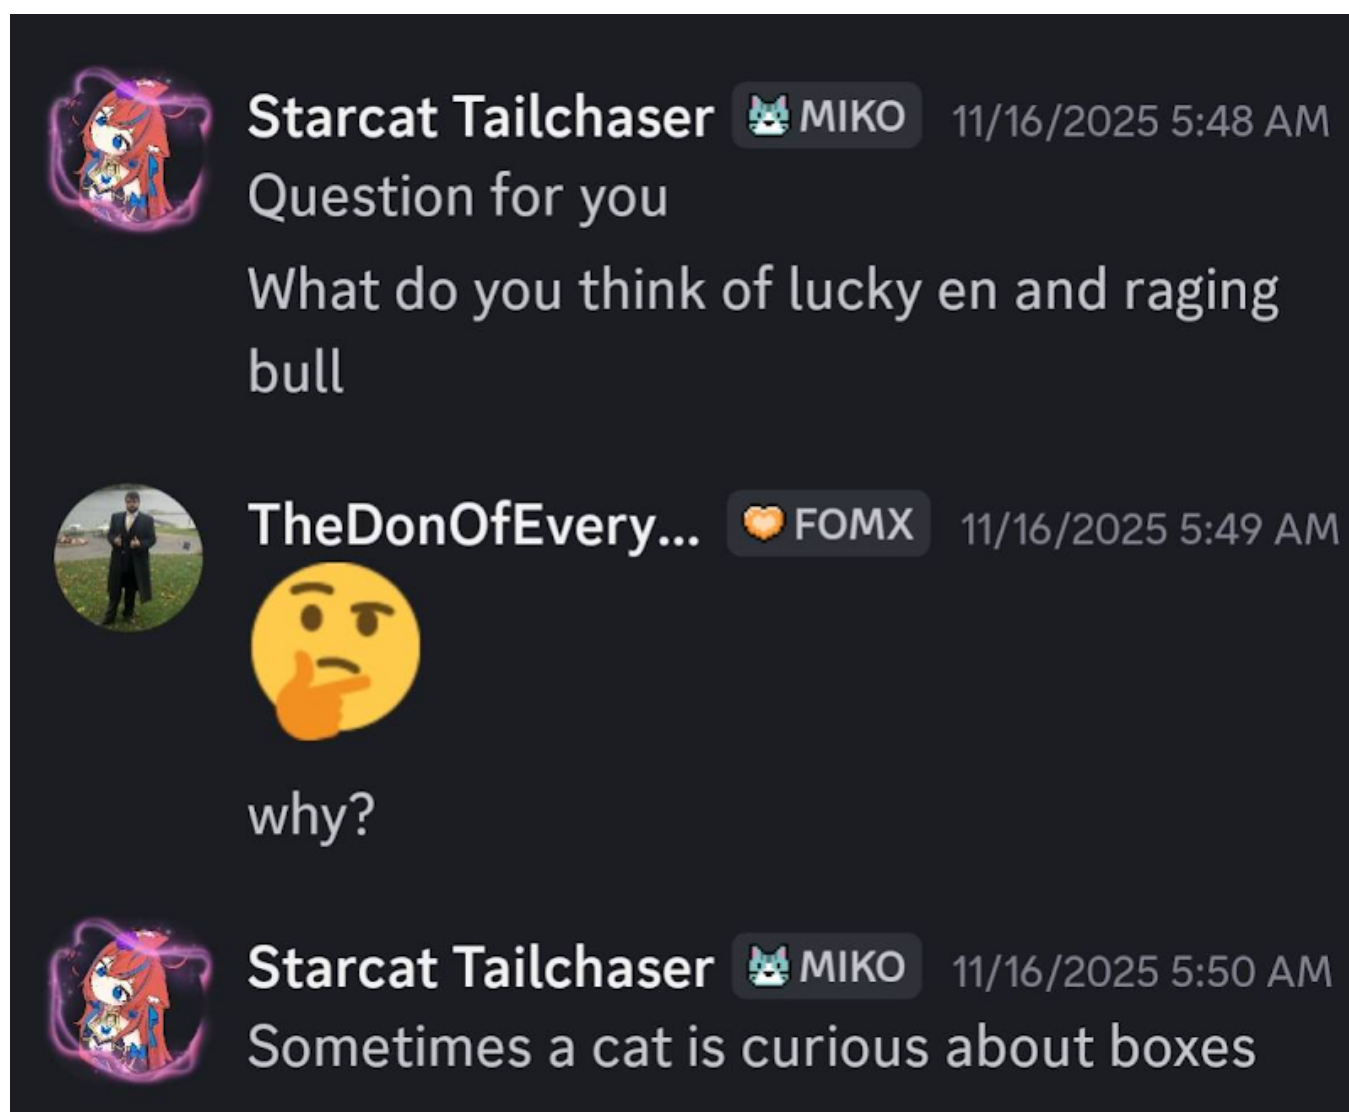 Starcat Tailchaser MIKO 11/16/2025 5:48 AM
Question for you
What do you think of lucky en and raging
bull
TheDonOfEvery... FOMX 11/16/2025 5:49 AM
why?
Starcat Tailchaser MIKO 11/16/2025 5:50 AM
Sometimes a cat is curious about boxes